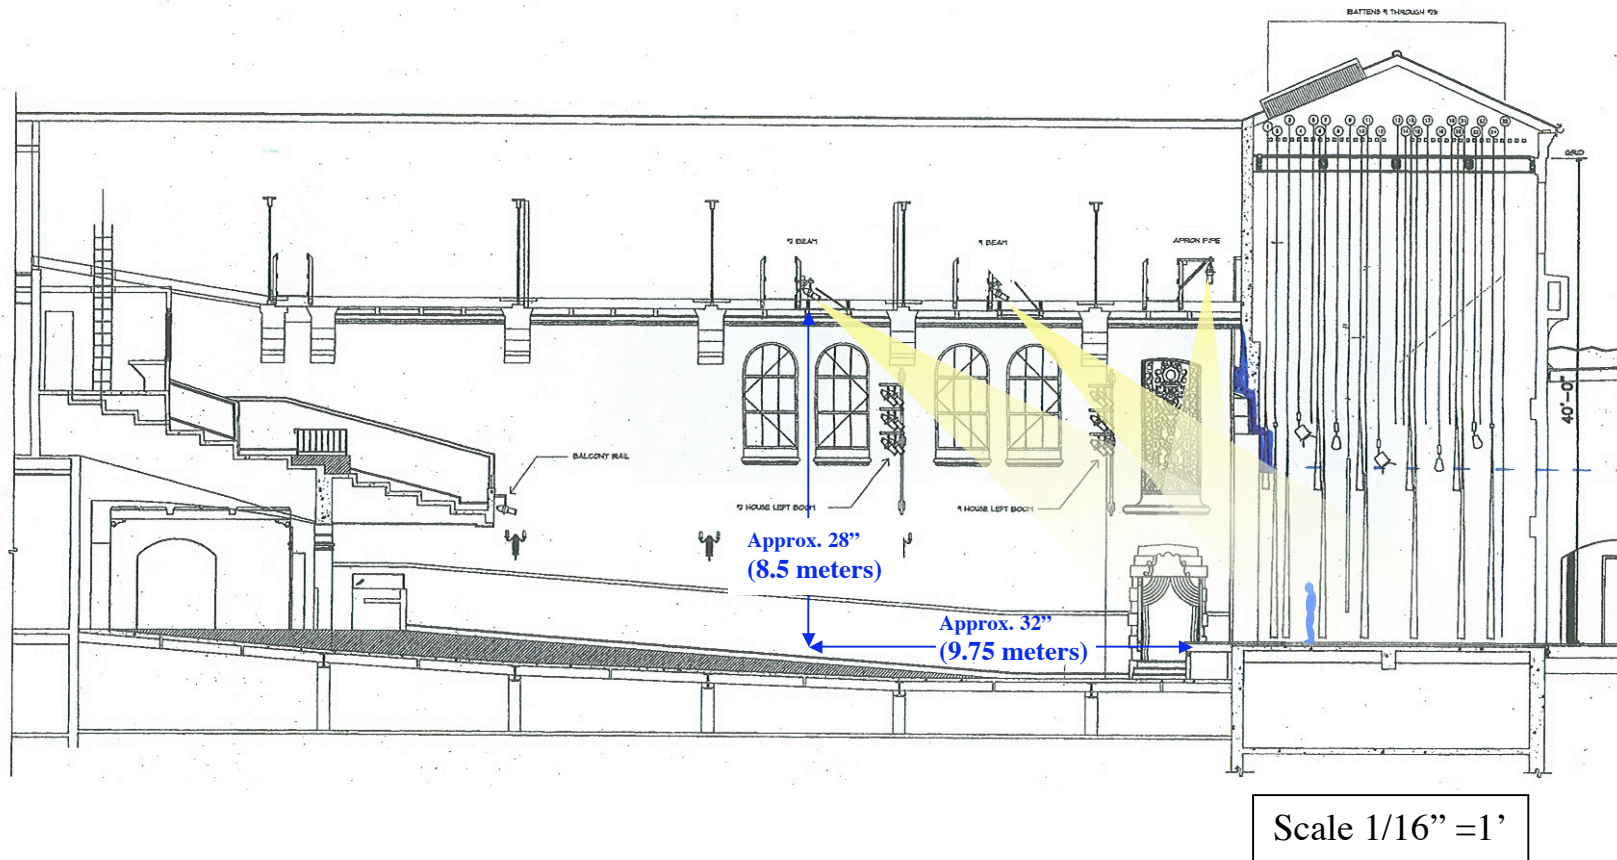 BATTENS #1 THROUGH #25
GRID
#2 BEAM
#1 BEAM
APRON PIPE
40'-0"
BALCONY RAIL
#2 HOUSE LEFT BOOM
#1 HOUSE LEFT BOOM
Approx. 28”
(8.5 meters)
Approx. 32”
(9.75 meters)
Scale 1/16” =1’